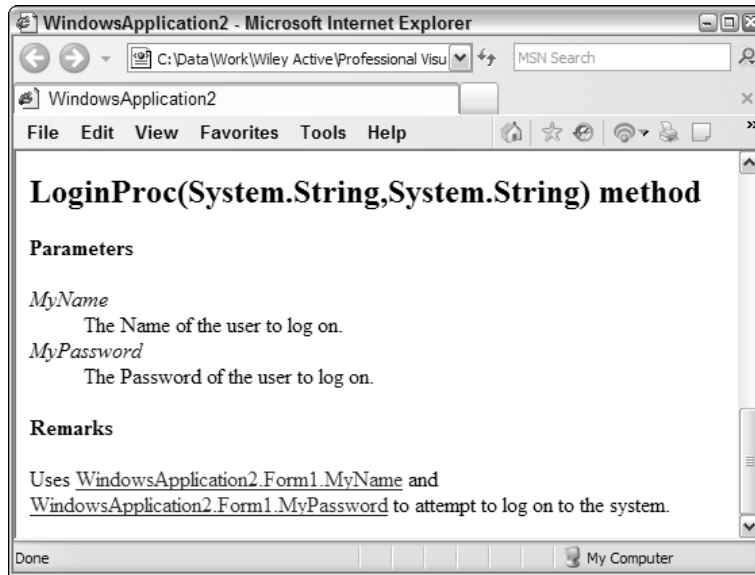 WindowsApplication2 - Microsoft Internet Explorer
C:\Data\Work\Wiley Active\Professional Visu
MSN Search
WindowsApplication2
File Edit View Favorites Tools Help
LoginProc(System.String,System.String) method
Parameters
MyName
The Name of the user to log on.
MyPassword
The Password of the user to log on.
Remarks
Uses WindowsApplication2.Form1.MyName and
WindowsApplication2.Form1.MyPassword to attempt to log on to the system.
Done
My Computer